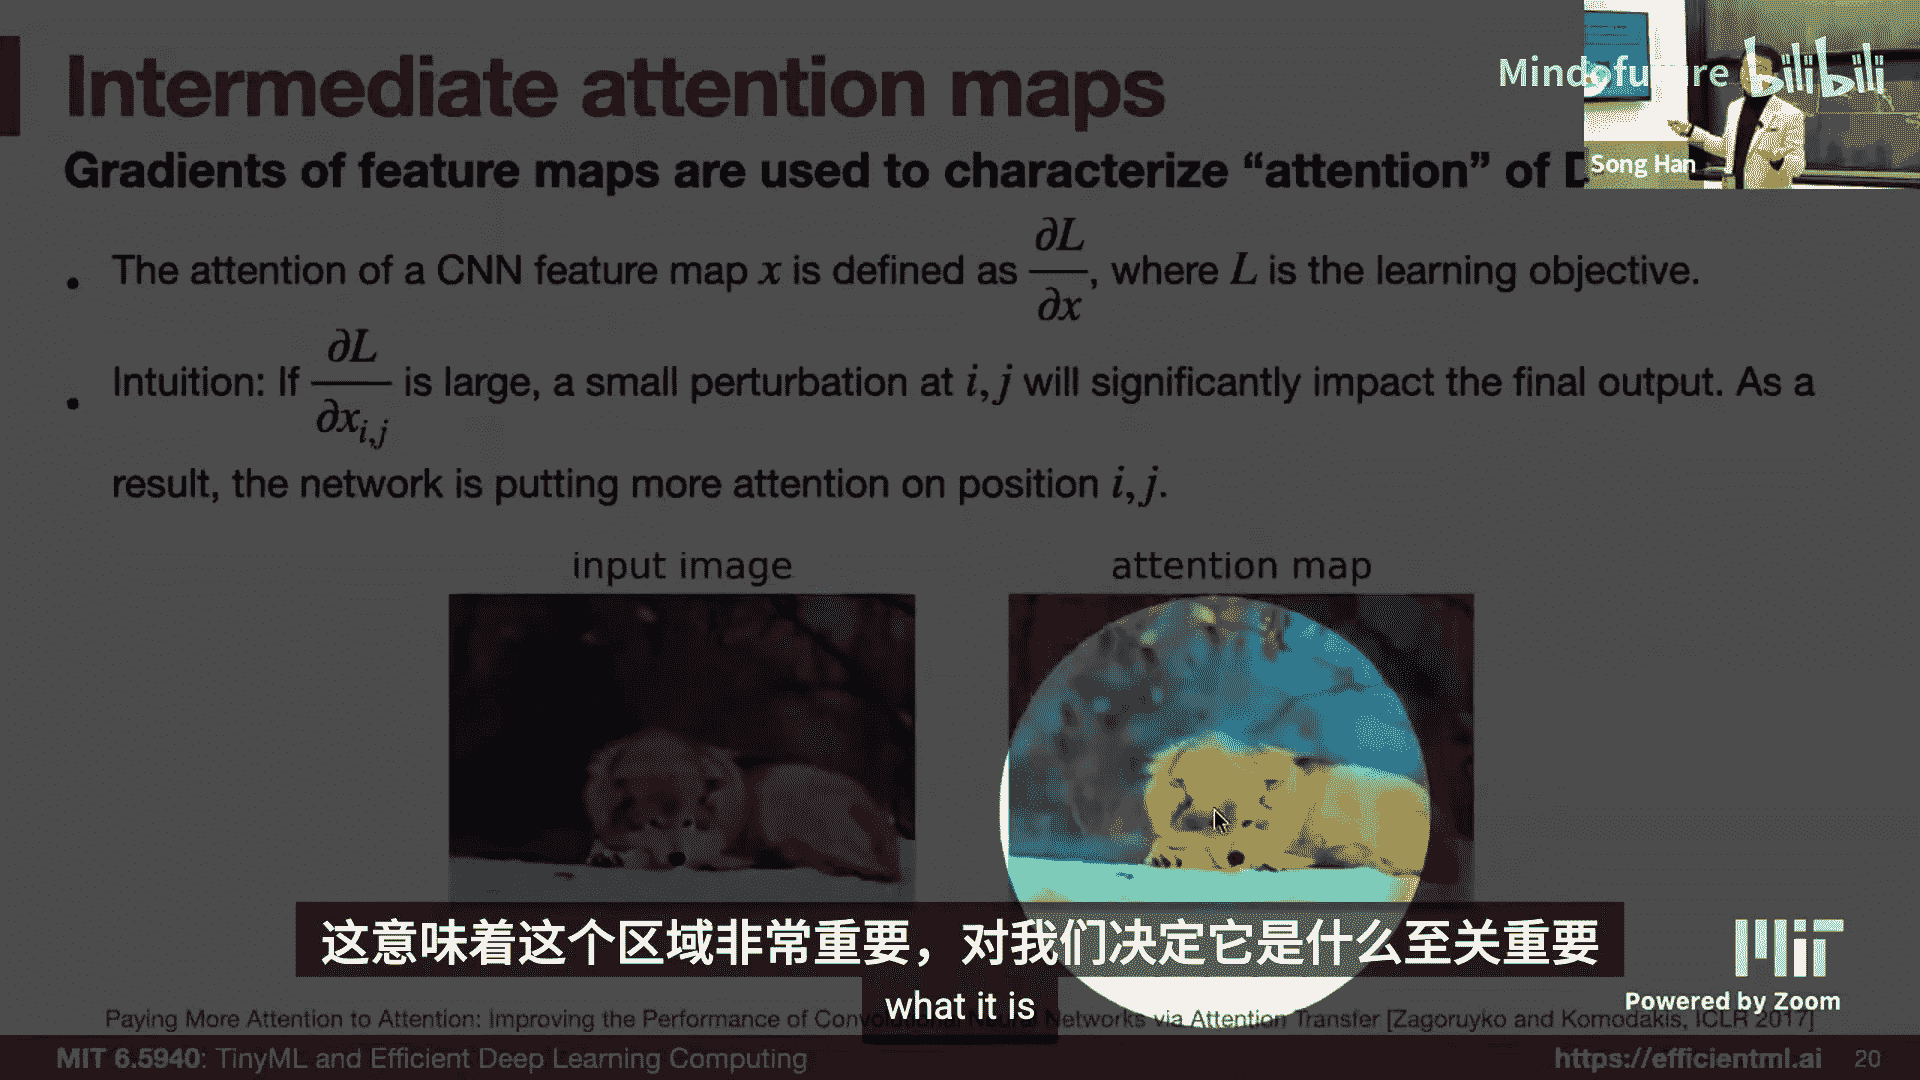 Intermediate attention maps
Mindofuture bilibili
Song Han
Gradients of feature maps are used to characterize “attention” of D
The attention of a CNN feature map x is defined as ∂L/∂x, where L is the learning objective.
Intuition: If ∂L/∂x_{i,j} is large, a small perturbation at i, j will significantly impact the final output. As a
result, the network is putting more attention on position i, j.
input image
attention map
这意味着这个区域非常重要，对我们决定它是什么至关重要
what it is
MIT
Powered by Zoom
Paying More Attention to Attention: Improving the Performance of Convolutional Neural Networks via Attention Transfer [Zagoruyko and Komodakis, ICLR 2017]
MIT 6.5940: TinyML and Efficient Deep Learning Computing
https://efficientml.ai
20